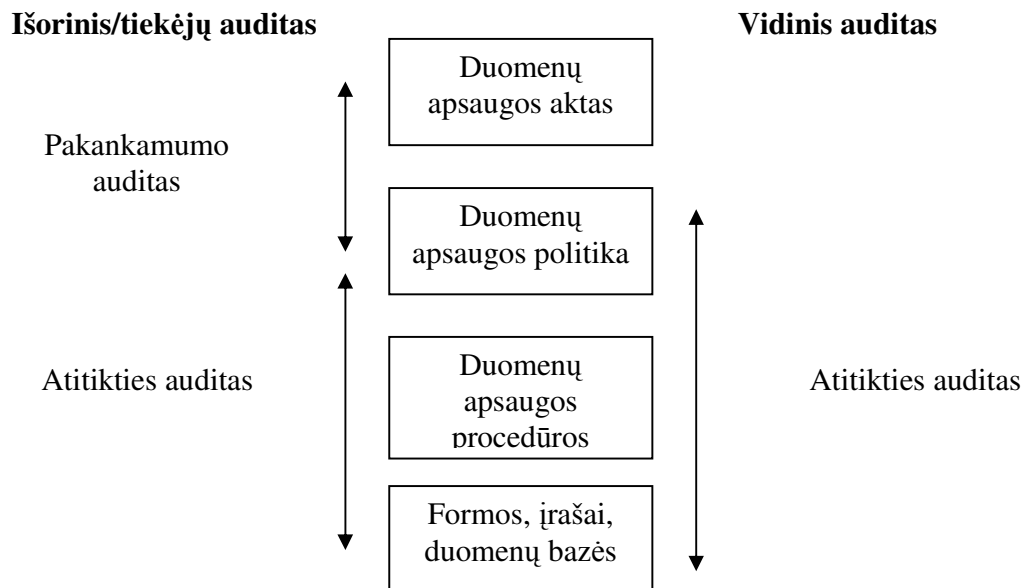 Išorinis/tiekėjų auditas
Vidinis auditas
Duomenų
apsaugos aktas
Pakankamumo
auditas
Duomenų
apsaugos politika
Atitikties auditas
Duomenų
apsaugos
procedūros
Atitikties auditas
Formos, įrašai,
duomenų bazės